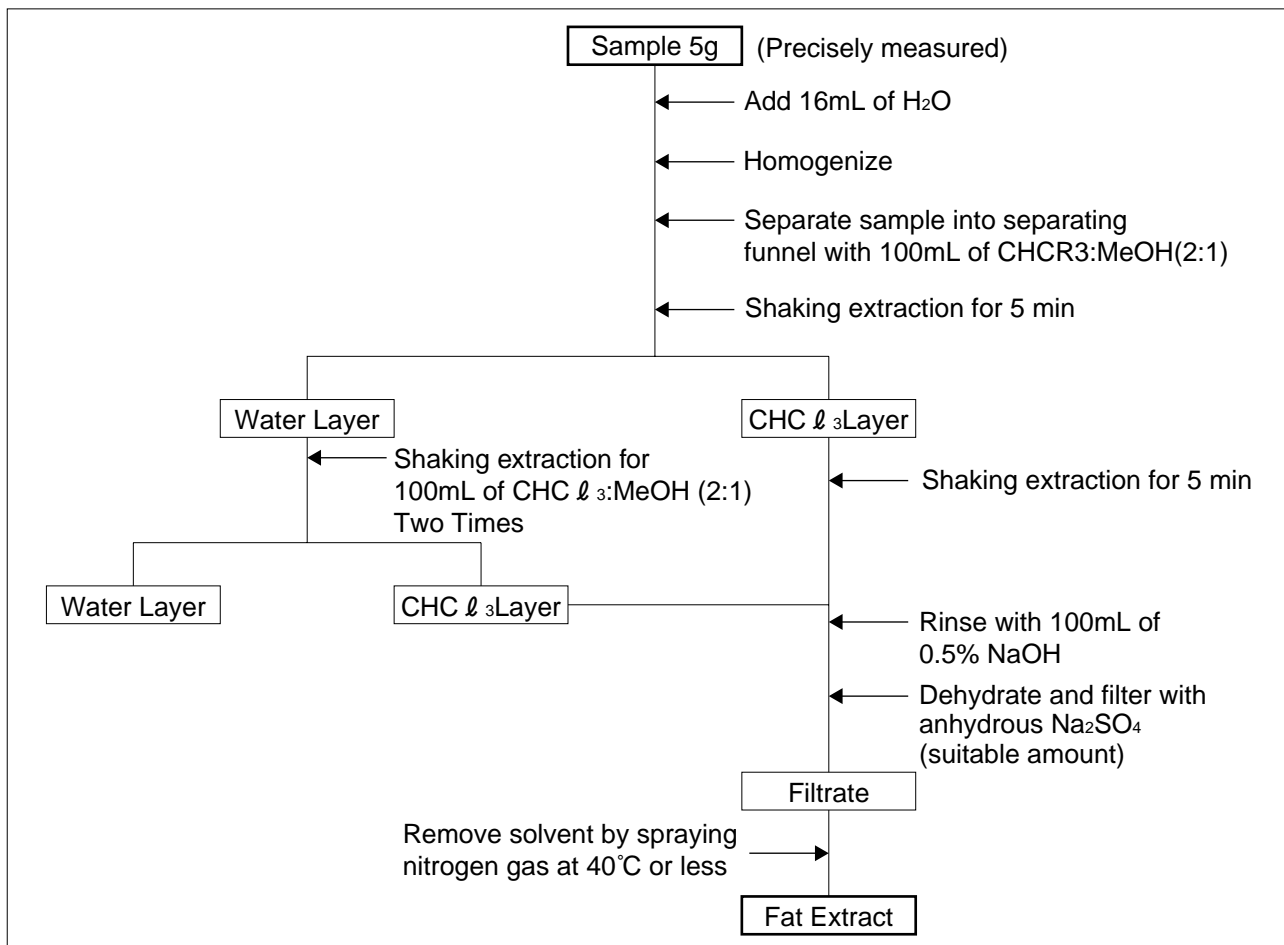 Sample 5g (Precisely measured)
Add 16mL of H₂O
Homogenize
Separate sample into separating
funnel with 100mL of CHCR3:MeOH(2:1)
Shaking extraction for 5 min
Water Layer
CHCℓ₃Layer
Shaking extraction for
100mL of CHCℓ₃:MeOH (2:1)
Two Times
Shaking extraction for 5 min
Water Layer
CHCℓ₃Layer
Rinse with 100mL of
0.5% NaOH
Dehydrate and filter with
anhydrous Na₂SO₄
(suitable amount)
Filtrate
Remove solvent by spraying
nitrogen gas at 40℃ or less
Fat Extract